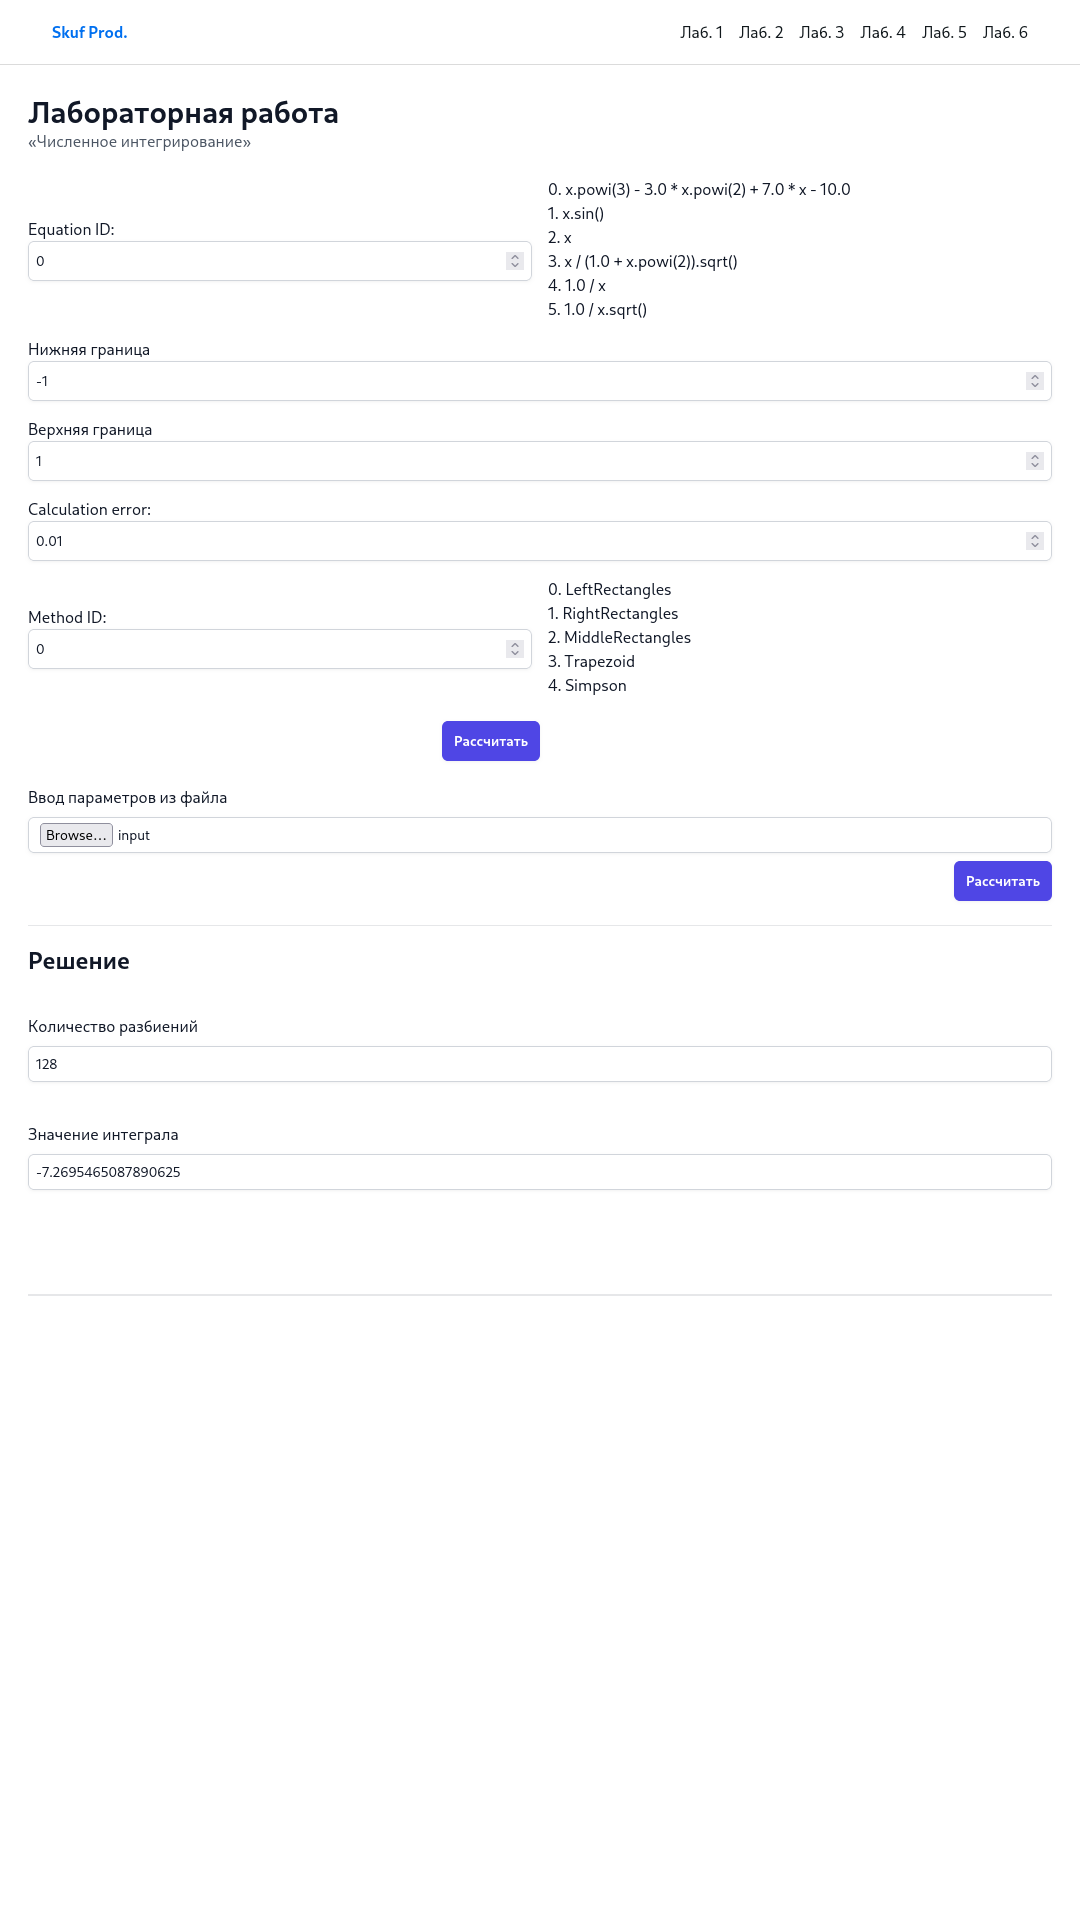 Skuf Prod.
Лаб. 1 Лаб. 2 Лаб. 3 Лаб. 4 Лаб. 5 Лаб. 6
Лабораторная работа
«Численное интегрирование»
Equation ID:
0
0. x.powi(3) - 3.0 * x.powi(2) + 7.0 * x - 10.0
1. x.sin()
2. x
3. x / (1.0 + x.powi(2)).sqrt()
4. 1.0 / x
5. 1.0 / x.sqrt()
Нижняя граница
-1
Верхняя граница
1
Calculation error:
0.01
Method ID:
0
0. LeftRectangles
1. RightRectangles
2. MiddleRectangles
3. Trapezoid
4. Simpson
Рассчитать
Ввод параметров из файла
Browse... input
Рассчитать
Решение
Количество разбиений
128
Значение интеграла
-7.2695465087890625